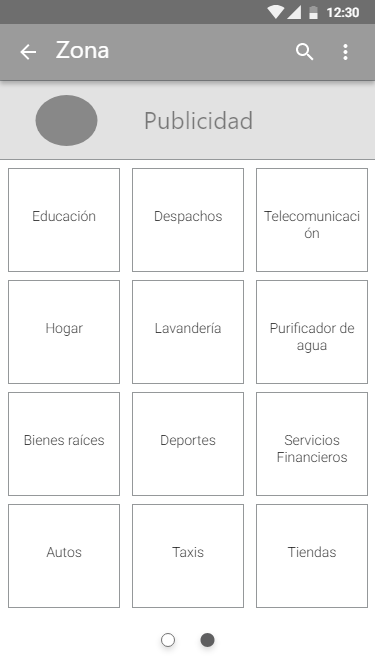 12:30
Zona
Publicidad
Educación
Despachos
Telecomunicaci
ón
Hogar
Lavandería
Purificador de
agua
Bienes raíces
Deportes
Servicios
Financieros
Autos
Taxis
Tiendas